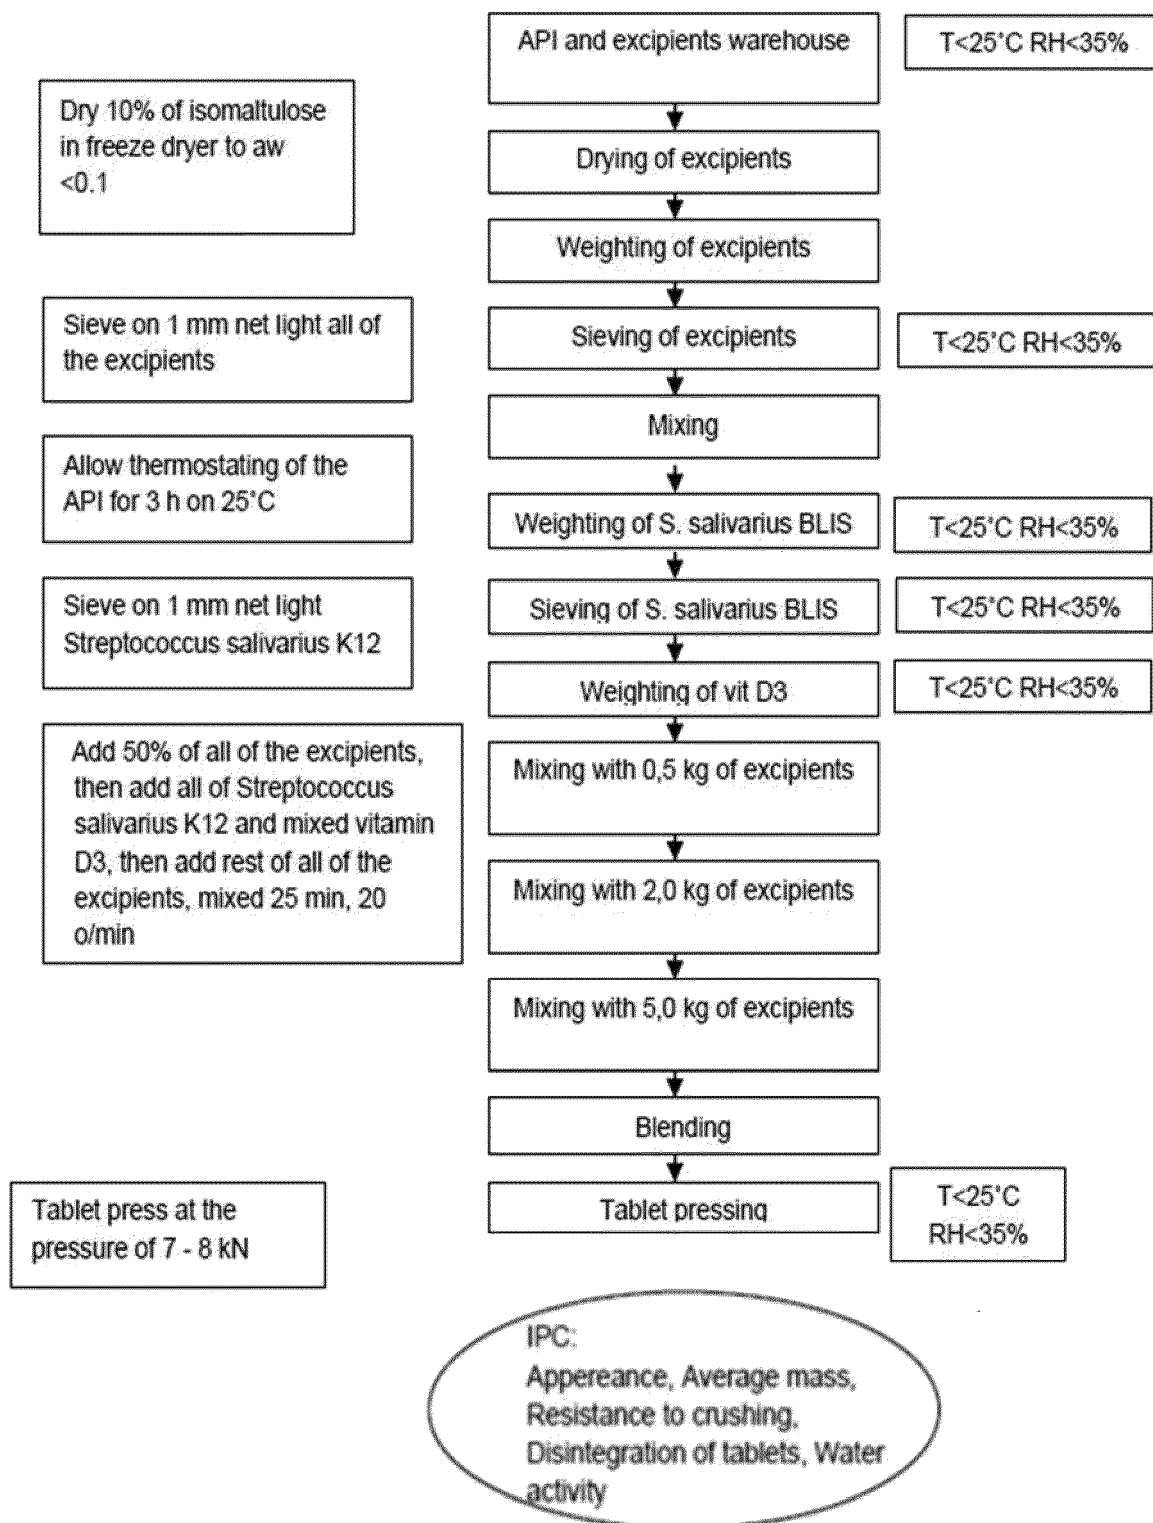 API and excipients warehouse
T<25°C RH<35%
Dry 10% of isomaltulose
in freeze dryer to aw
<0.1
Drying of excipients
Weighting of excipients
Sieve on 1 mm net light all of
the excipients
Sieving of excipients
T<25°C RH<35%
Mixing
Allow thermostating of the
API for 3 h on 25°C
Weighting of S. salivarius BLIS
T<25°C RH<35%
Sieve on 1 mm net light
Streptococcus salivarius K12
Sieving of S. salivarius BLIS
T<25°C RH<35%
Weighting of vit D3
T<25°C RH<35%
Add 50% of all of the excipients,
then add all of Streptococcus
salivarius K12 and mixed vitamin
D3, then add rest of all of the
excipients, mixed 25 min, 20
o/min
Mixing with 0,5 kg of excipients
Mixing with 2,0 kg of excipients
Mixing with 5,0 kg of excipients
Blending
Tablet press at the
pressure of 7 - 8 kN
Tablet pressing
T<25°C
RH<35%
IPC:
Appereance, Average mass,
Resistance to crushing,
Disintegration of tablets, Water
activity